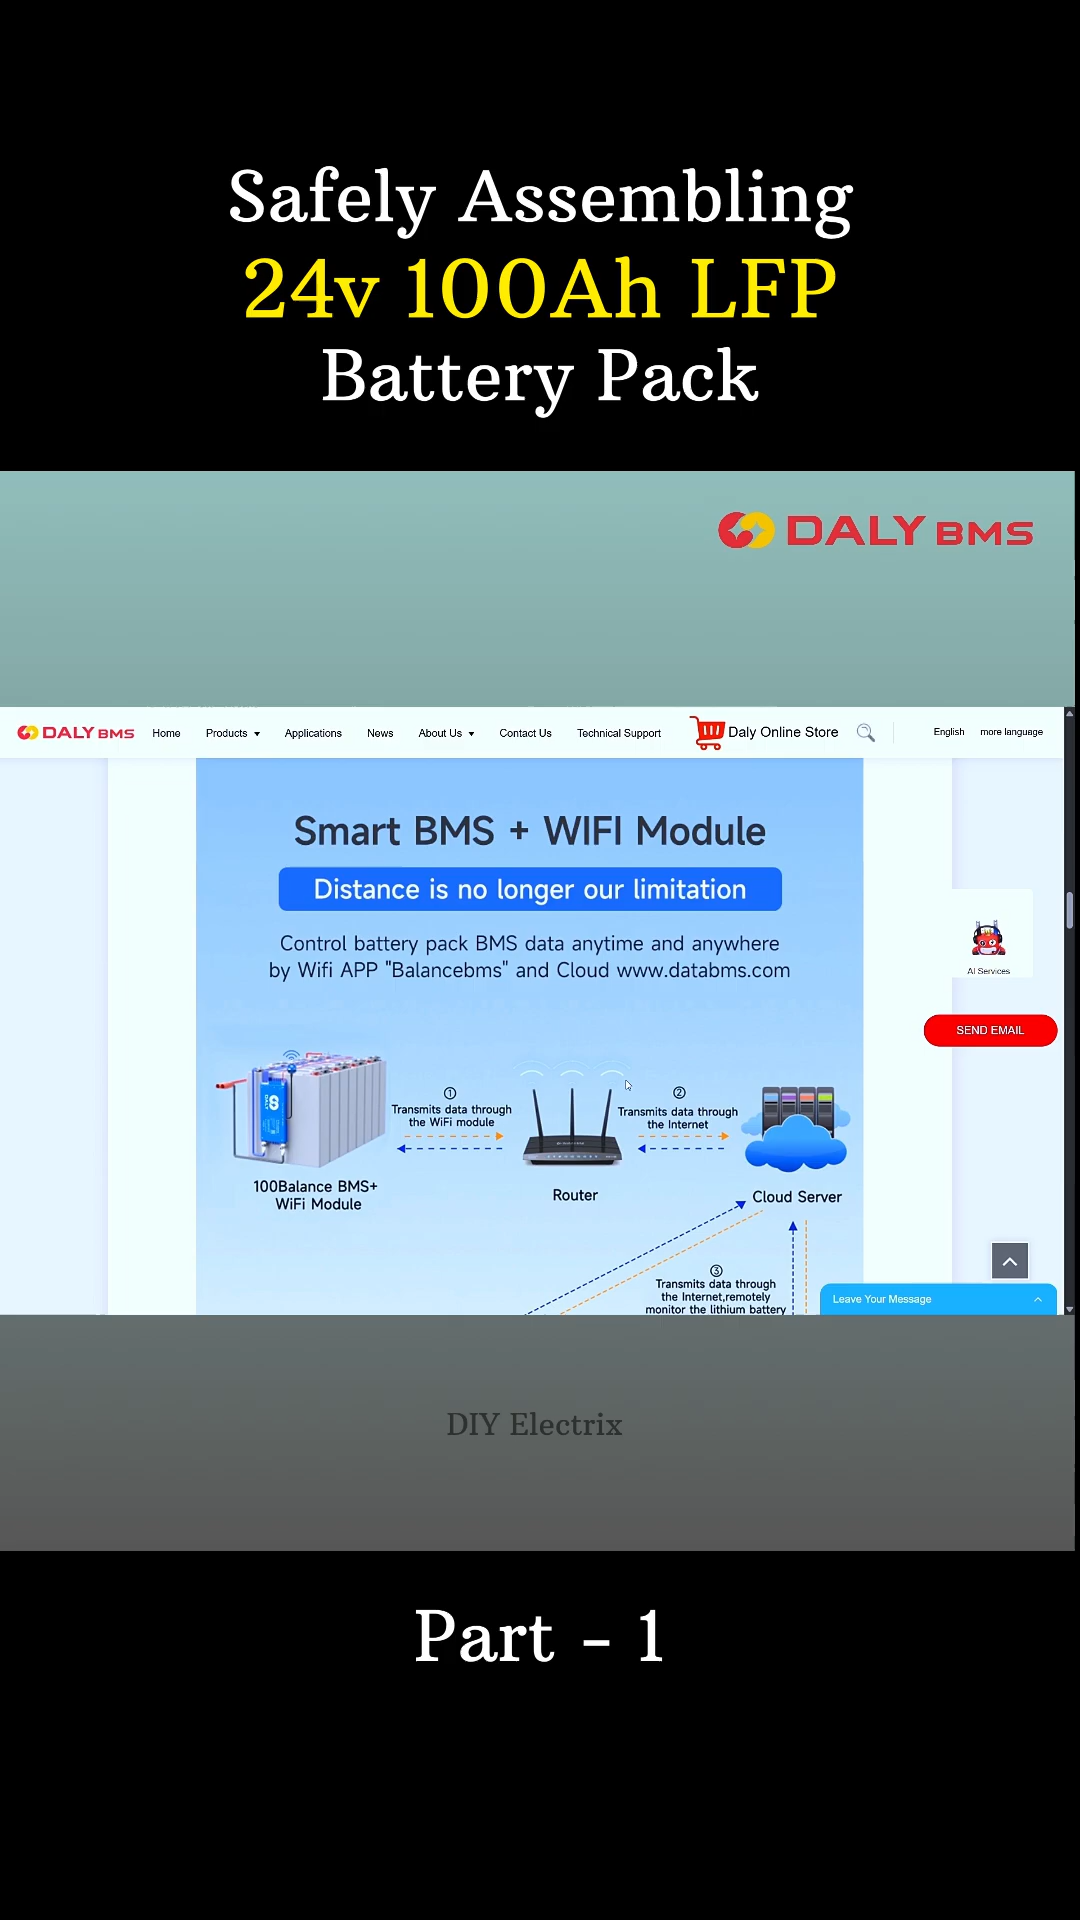 Safely Assembling
24v 100Ah LFP
Battery Pack
DALY BMS
DALY BMS Home Products About Us Applications News Contact Us Technical Support Daly Online Store English more language
Smart BMS + WIFI Module
Distance is no longer our limitation
Control battery pack BMS data anytime and anywhere
by Wifi APP "Balancebms" and Cloud www.databms.com
AI Services
SEND EMAIL
①
Transmits data through
the WiFi module
②
Transmits data through
the Internet
100Balance BMS+
WiFi Module
Router
Cloud Server
③
Transmits data through
the Internet,remotely
monitor the lithium battery
Leave Your Message
DIY Electrix
Part - 1